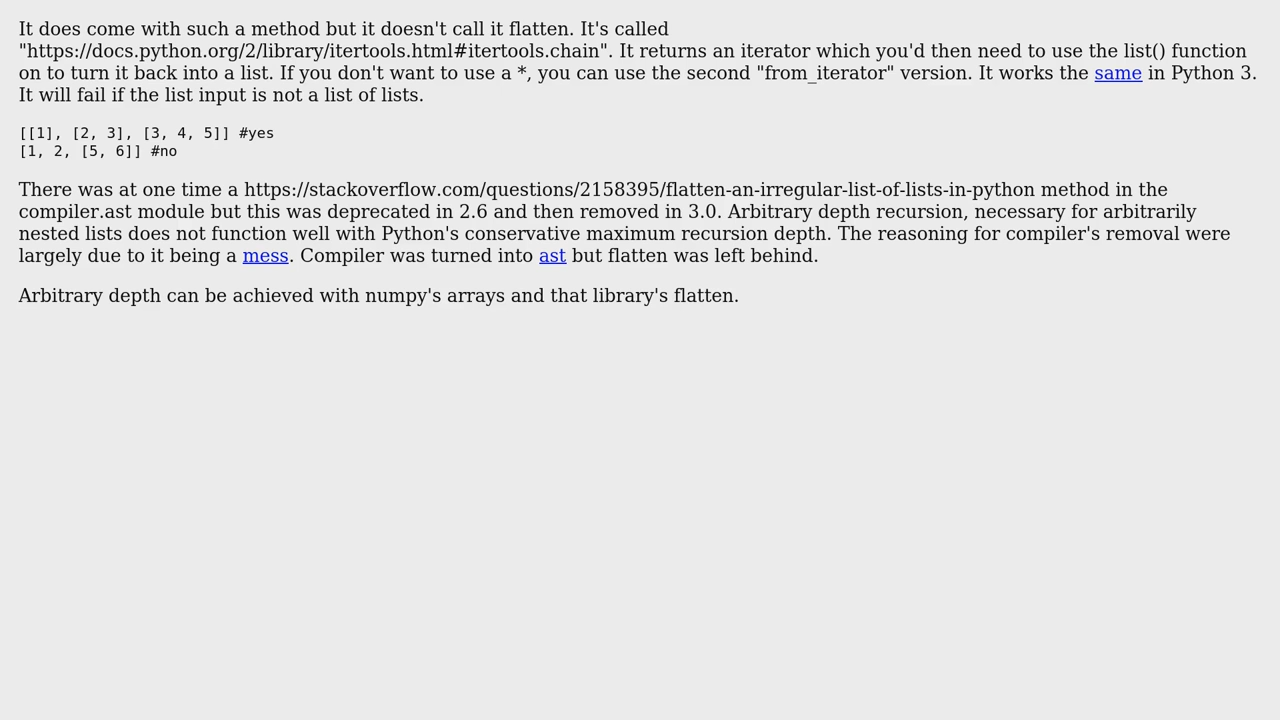 It does come with such a method but it doesn't call it flatten. It's called
"https://docs.python.org/2/library/itertools.html#itertools.chain". It returns an iterator which you'd then need to use the list() function
on to turn it back into a list. If you don't want to use a *, you can use the second "from_iterator" version. It works the same in Python 3.
It will fail if the list input is not a list of lists.
[[1], [2, 3], [3, 4, 5]] #yes
[1, 2, [5, 6]] #no
There was at one time a https://stackoverflow.com/questions/2158395/flatten-an-irregular-list-of-lists-in-python method in the
compiler.ast module but this was deprecated in 2.6 and then removed in 3.0. Arbitrary depth recursion, necessary for arbitrarily
nested lists does not function well with Python's conservative maximum recursion depth. The reasoning for compiler's removal were
largely due to it being a mess. Compiler was turned into ast but flatten was left behind.
Arbitrary depth can be achieved with numpy's arrays and that library's flatten.